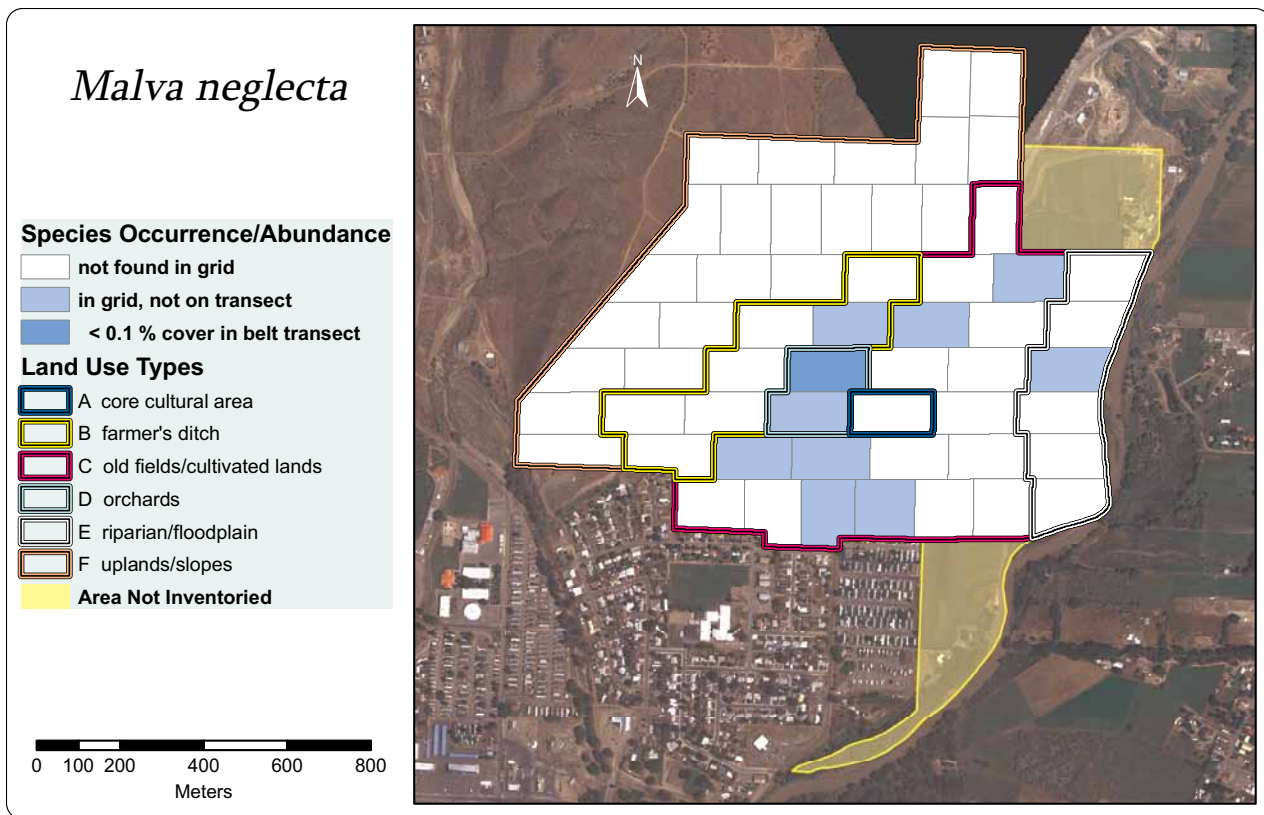 Malva neglecta
Species Occurrence/Abundance
not found in grid
in grid, not on transect
< 0.1 % cover in belt transect
Land Use Types
A core cultural area
B farmer's ditch
C old fields/cultivated lands
D orchards
E riparian/floodplain
F uplands/slopes
Area Not Inventoried
0 100 200 400 600 800
Meters
N